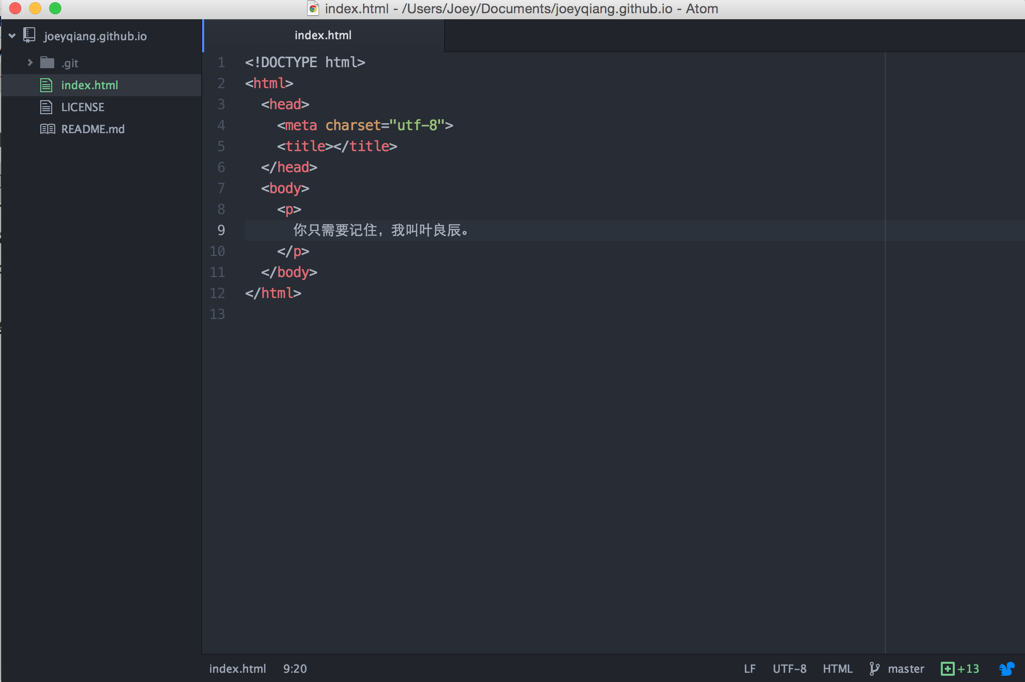 index.html - /Users/Joey/Documents/joeyqiang.github.io - Atom
joeyqiang.github.io
.git
index.html
LICENSE
README.md
index.html
1 <!DOCTYPE html>
2 <html>
3 <head>
4 <meta charset="utf-8">
5 <title></title>
6 </head>
7 <body>
8 <p>
9 你只需要记住，我叫叶良辰。
10 </p>
11 </body>
12 </html>
13
index.html 9:20 LF UTF-8 HTML master +13